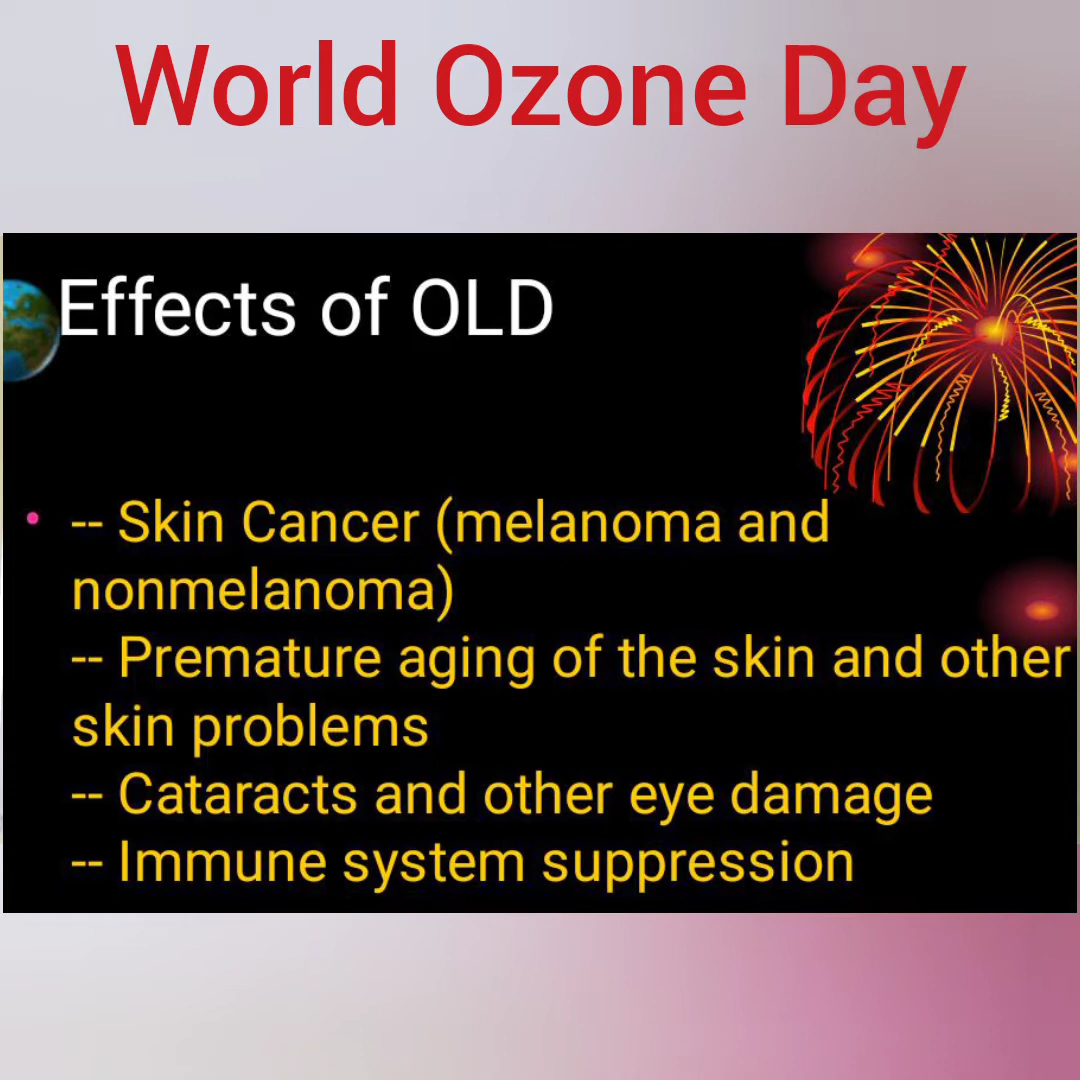 World Ozone Day
Effects of OLD
• -- Skin Cancer (melanoma and
nonmelanoma)
-- Premature aging of the skin and other
skin problems
-- Cataracts and other eye damage
-- Immune system suppression